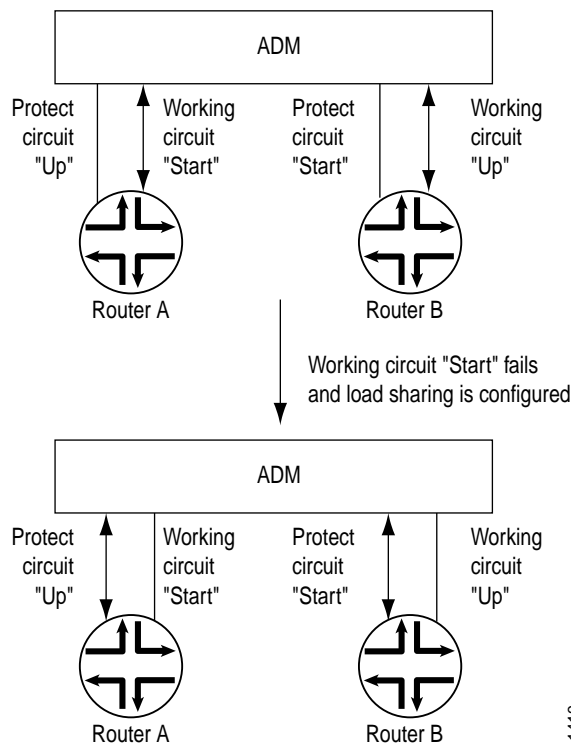 ADM
Protect
circuit
"Up"
Working
circuit
"Start"
Protect
circuit
"Start"
Working
circuit
"Up"
Router A
Router B
Working circuit "Start" fails
and load sharing is configured
ADM
Protect
circuit
"Up"
Working
circuit
"Start"
Protect
circuit
"Start"
Working
circuit
"Up"
Router A
Router B